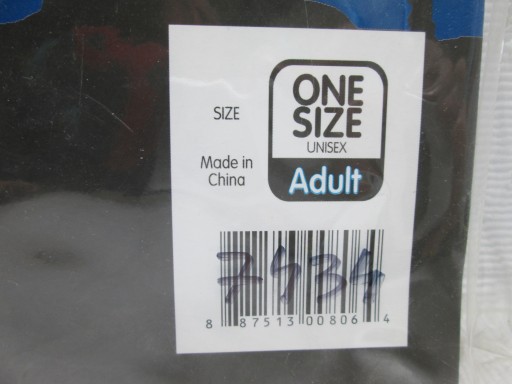 SIZE
ONE
SIZE
UNISEX
Adult
Made in
China
7434
8 87513 00806 4